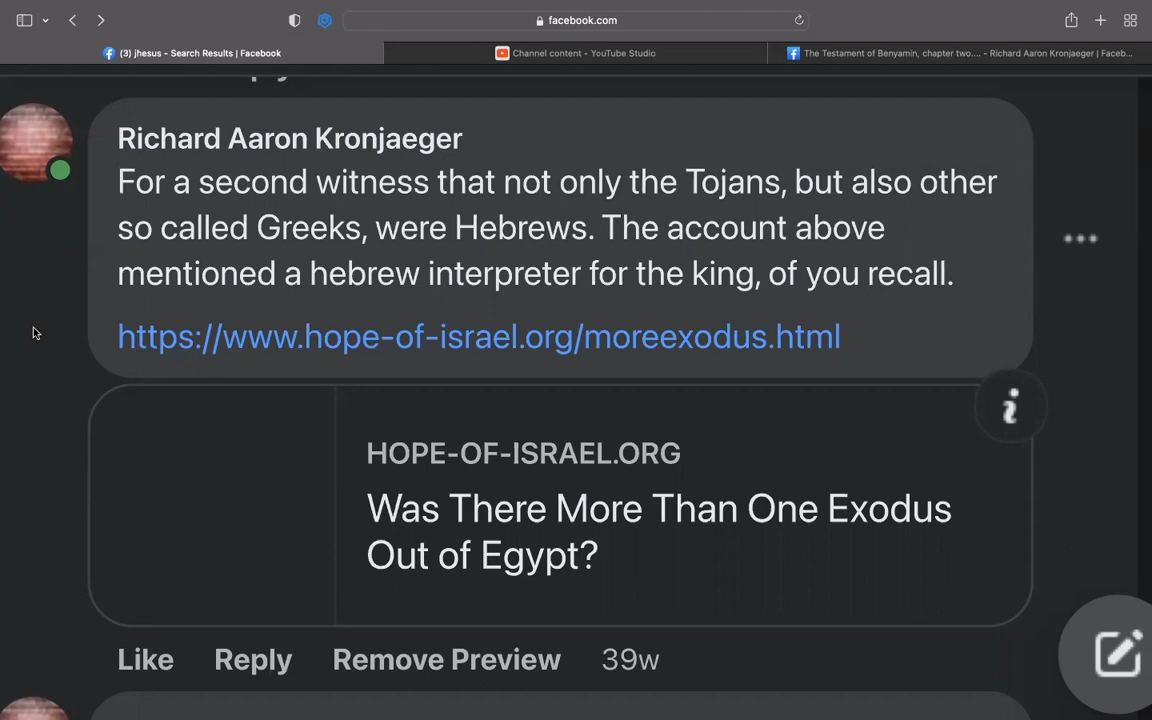 facebook.com
(3) jhesus - Search Results | Facebook
Channel content - YouTube Studio
The Testament of Benyamin, chapter two.... - Richard Aaron Kronjaeger | Faceb...
Richard Aaron Kronjaeger
For a second witness that not only the Tojans, but also other
so called Greeks, were Hebrews. The account above
mentioned a hebrew interpreter for the king, of you recall.
https://www.hope-of-israel.org/moreexodus.html
HOPE-OF-ISRAEL.ORG
Was There More Than One Exodus
Out of Egypt?
Like Reply Remove Preview 39w